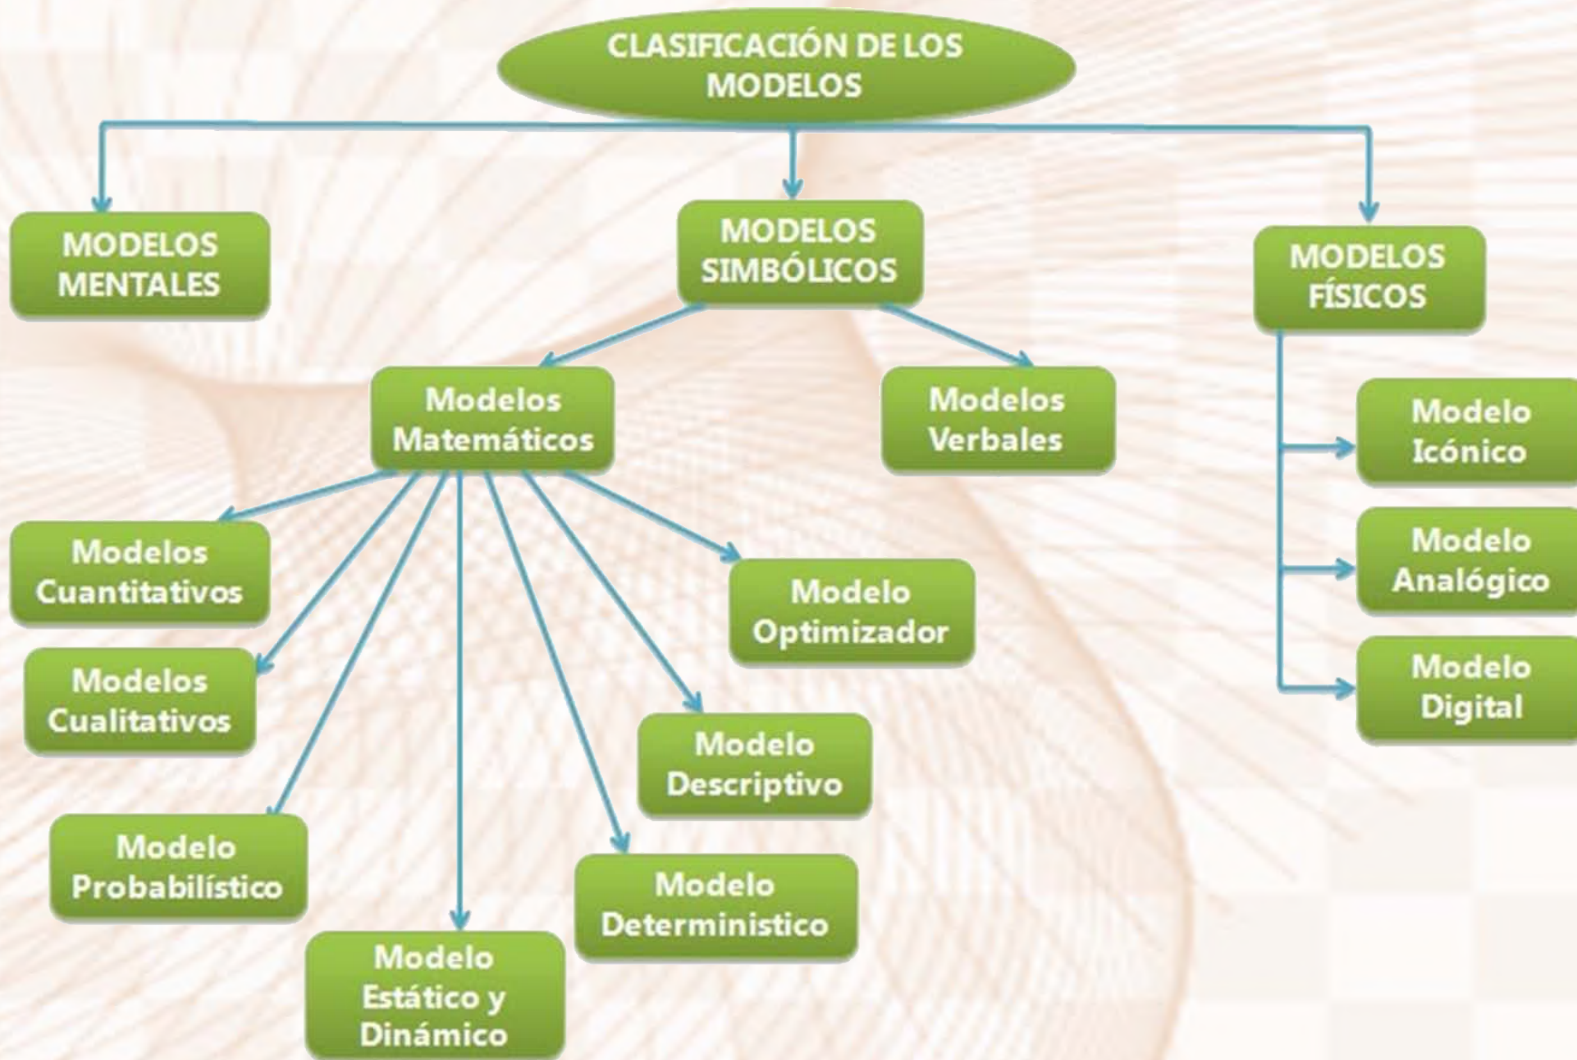 CLASIFICACIÓN DE LOS
MODELOS
MODELOS
MENTALES
MODELOS
SIMBÓLICOS
MODELOS
FÍSICOS
Modelos
Matemáticos
Modelos
Verbales
Modelo
Icónico
Modelo
Analógico
Modelo
Digital
Modelos
Cuantitativos
Modelos
Cualitativos
Modelo
Probabilístico
Modelo
Estático y
Dinámico
Modelo
Deterministico
Modelo
Descriptivo
Modelo
Optimizador